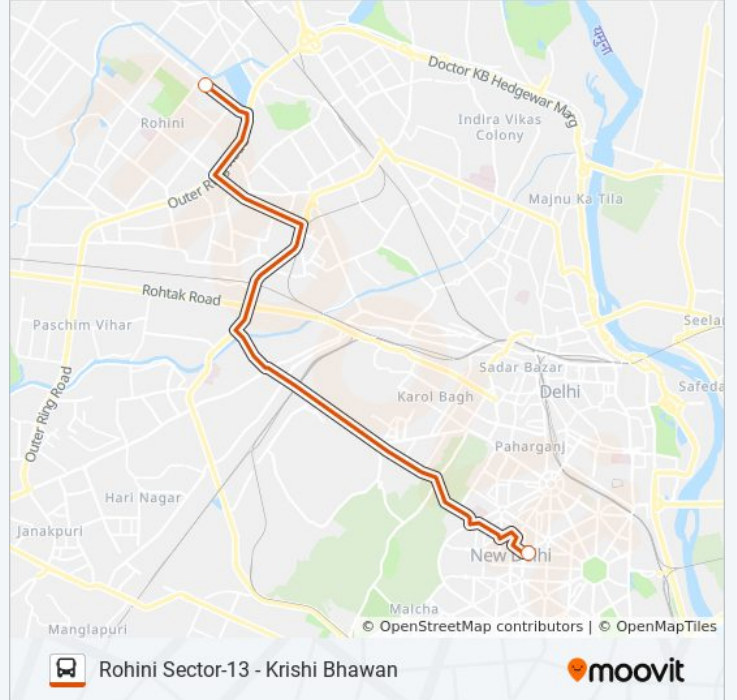 Doctor KB Hedgewar Marg
Indira Vikas
Colony
Rohini
Outer Ring
Majnu Ka Tila
Rohtak Road
Paschim Vihar
Seela
Sadar Bazar
Delhi
Safeda
Karol Bagh
Outer Ring Road
Paharganj
Hari Nagar
Janakpuri
New Delhi
Malcha
Manglapuri
© OpenStreetMap contributors | © OpenMapTiles
Rohini Sector-13 - Krishi Bhawan
moovit